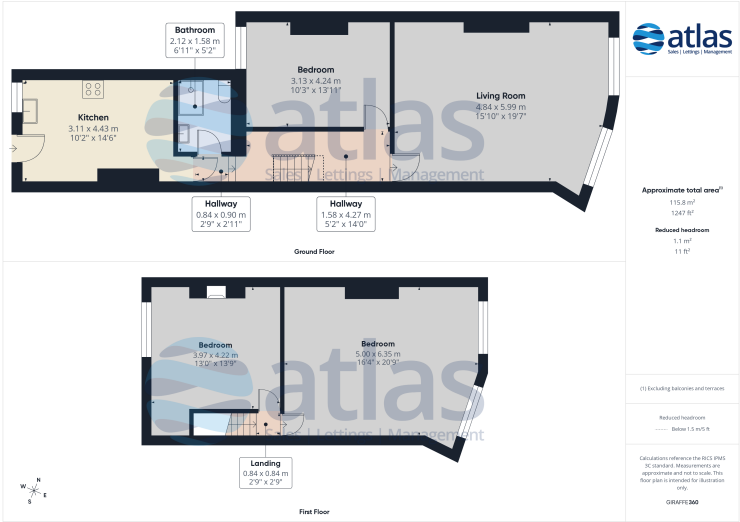 Bathroom
2.12 x 1.58 m
6'11" x 5'2"
Bedroom
3.13 x 4.24 m
10'3" x 13'11"
Living Room
4.84 x 5.99 m
15'10" x 19'7"
Kitchen
3.11 x 4.43 m
10'2" x 14'6"
atlas
Sales | Lettings | Management
Hallway
0.84 x 0.90 m
2'9" x 2'11"
Hallway
1.58 x 4.27 m
5'2" x 14'0"
Ground Floor
Bedroom
3.97 x 4.22 m
13'0" x 13'9"
Bedroom
5.00 x 6.35 m
16'4" x 20'9"
atlas
Sales | Lettings | Management
Landing
0.84 x 0.84 m
2'9" x 2'9"
First Floor
N
W
E
S
atlas
Sales | Lettings | Management
Approximate total area(1)
115.8 m²
1247 ft²
Reduced headroom
1.1 m²
11 ft²
(1) Excluding balconies and terraces
Reduced headroom
Below 1.5 m/5 ft
Calculations reference the RICS IPMS
3C standard. Measurements are
approximate and not to scale. This
floor plan is intended for illustration
only.
GIRAFFE360